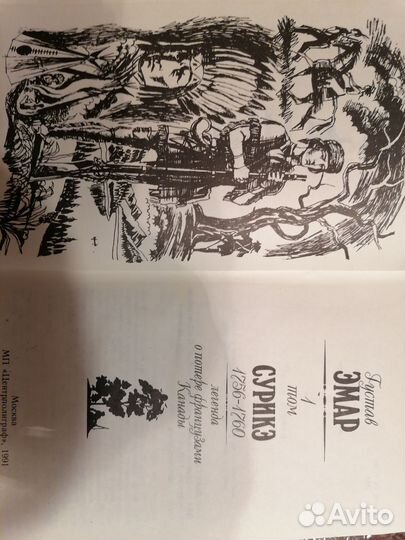 Густав
ЭМАР
1
том
СУРИКЭ
1756-1760
легенда
о потере французами
Канады
Москва
МП «Центрполиграф», 1991
Avito